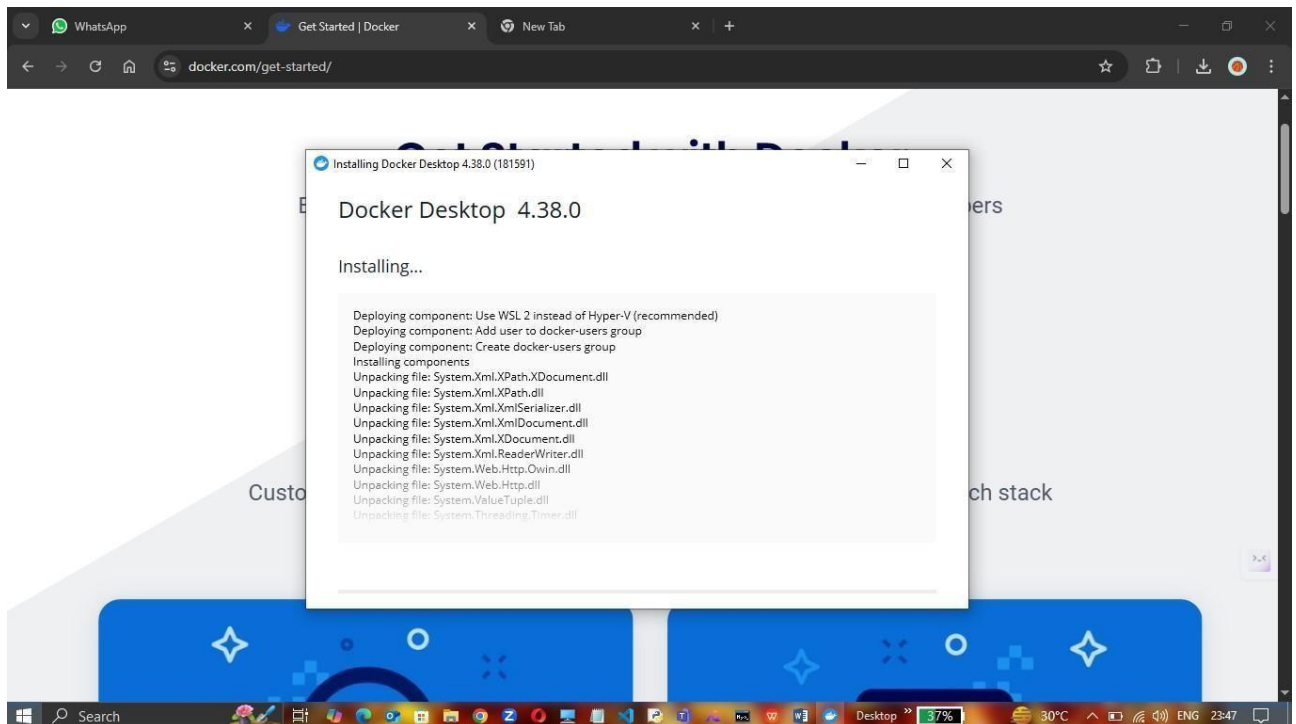 WhatsApp
Get Started | Docker
New Tab
docker.com/get-started/
Installing Docker Desktop 4.38.0 (181591)
ers
Docker Desktop 4.38.0
Installing...
Deploying component: Use WSL 2 instead of Hyper-V (recommended)
Deploying component: Add user to docker-users group
Deploying component: Create docker-users group
Installing components
Unpacking file: System.Xml.XPath.XDocument.dll
Unpacking file: System.Xml.XPath.dll
Unpacking file: System.Xml.XmlSerializer.dll
Unpacking file: System.Xml.XmlDocument.dll
Unpacking file: System.Xml.XDocument.dll
Unpacking file: System.Xml.ReaderWriter.dll
Unpacking file: System.Web.Http.Owin.dll
Unpacking file: System.Web.Http.dll
Custo ch stack
Unpacking file: System.ValueTuple.dll
Unpacking file: System.Threading.Timer.dll
Search Desktop 37% 30°C ENG 23:47